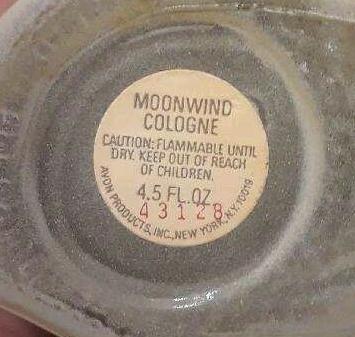 MOONWIND
COLOGNE
CAUTION: FLAMMABLE UNTIL
DRY. KEEP OUT OF REACH
OF CHILDREN.
4.5 FL. OZ.
43128
AVON PRODUCTS, INC., NEW YORK, N.Y. 10019